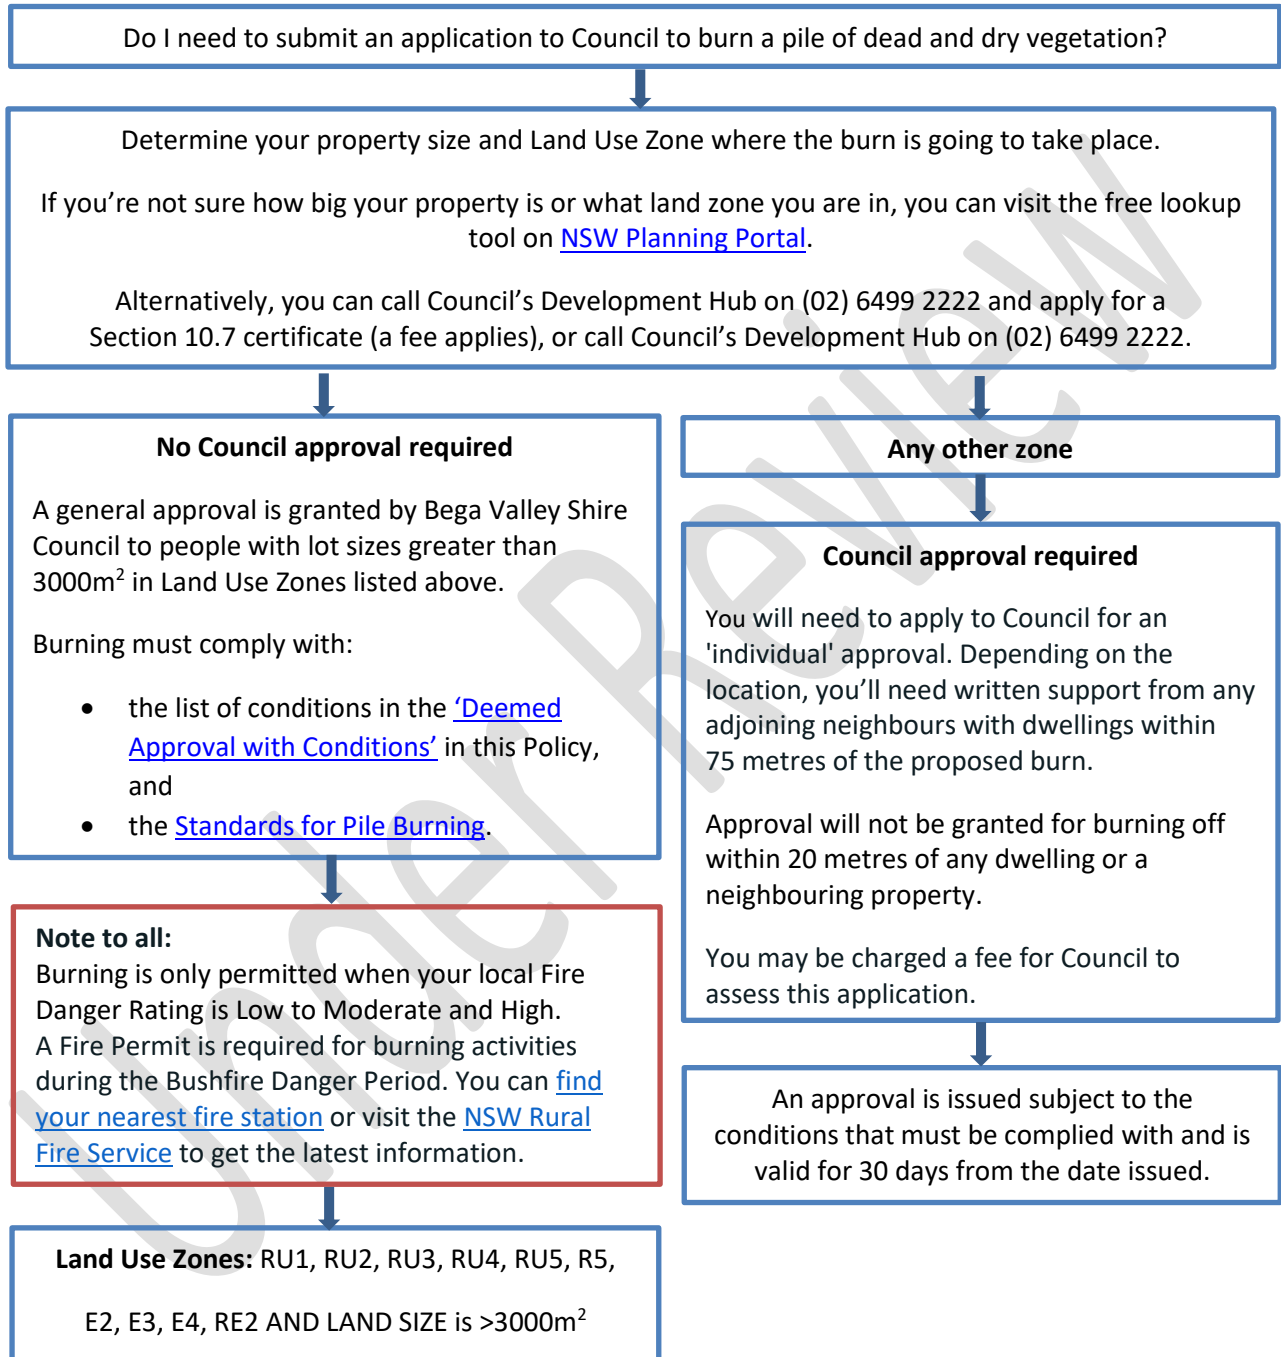 Do I need to submit an application to Council to burn a pile of dead and dry vegetation?
Determine your property size and Land Use Zone where the burn is going to take place.
If you’re not sure how big your property is or what land zone you are in, you can visit the free lookup
tool on NSW Planning Portal.
Alternatively, you can call Council’s Development Hub on (02) 6499 2222 and apply for a
Section 10.7 certificate (a fee applies), or call Council’s Development Hub on (02) 6499 2222.
No Council approval required
A general approval is granted by Bega Valley Shire
Council to people with lot sizes greater than
3000m² in Land Use Zones listed above.
Burning must comply with:
• the list of conditions in the ‘Deemed
Approval with Conditions’ in this Policy,
and
• the Standards for Pile Burning.
Note to all:
Burning is only permitted when your local Fire
Danger Rating is Low to Moderate and High.
A Fire Permit is required for burning activities
during the Bushfire Danger Period. You can find
your nearest fire station or visit the NSW Rural
Fire Service to get the latest information.
Land Use Zones: RU1, RU2, RU3, RU4, RU5, R5,
E2, E3, E4, RE2 AND LAND SIZE is >3000m²
Any other zone
Council approval required
You will need to apply to Council for an
'individual' approval. Depending on the
location, you’ll need written support from any
adjoining neighbours with dwellings within
75 metres of the proposed burn.
Approval will not be granted for burning off
within 20 metres of any dwelling or a
neighbouring property.
You may be charged a fee for Council to
assess this application.
An approval is issued subject to the
conditions that must be complied with and is
valid for 30 days from the date issued.
Under Review